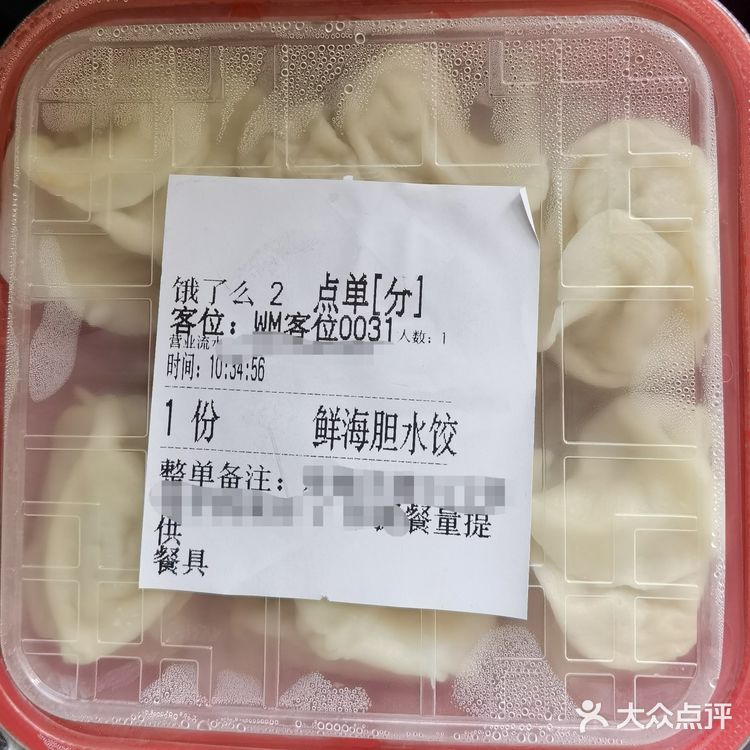 饿了么 2 点单[分]
客位：WM客位0031 人数：1
营业流水
时间：10:34:56
1 份 鲜海胆水饺
整单备注：
餐量提
供
餐具
大众点评